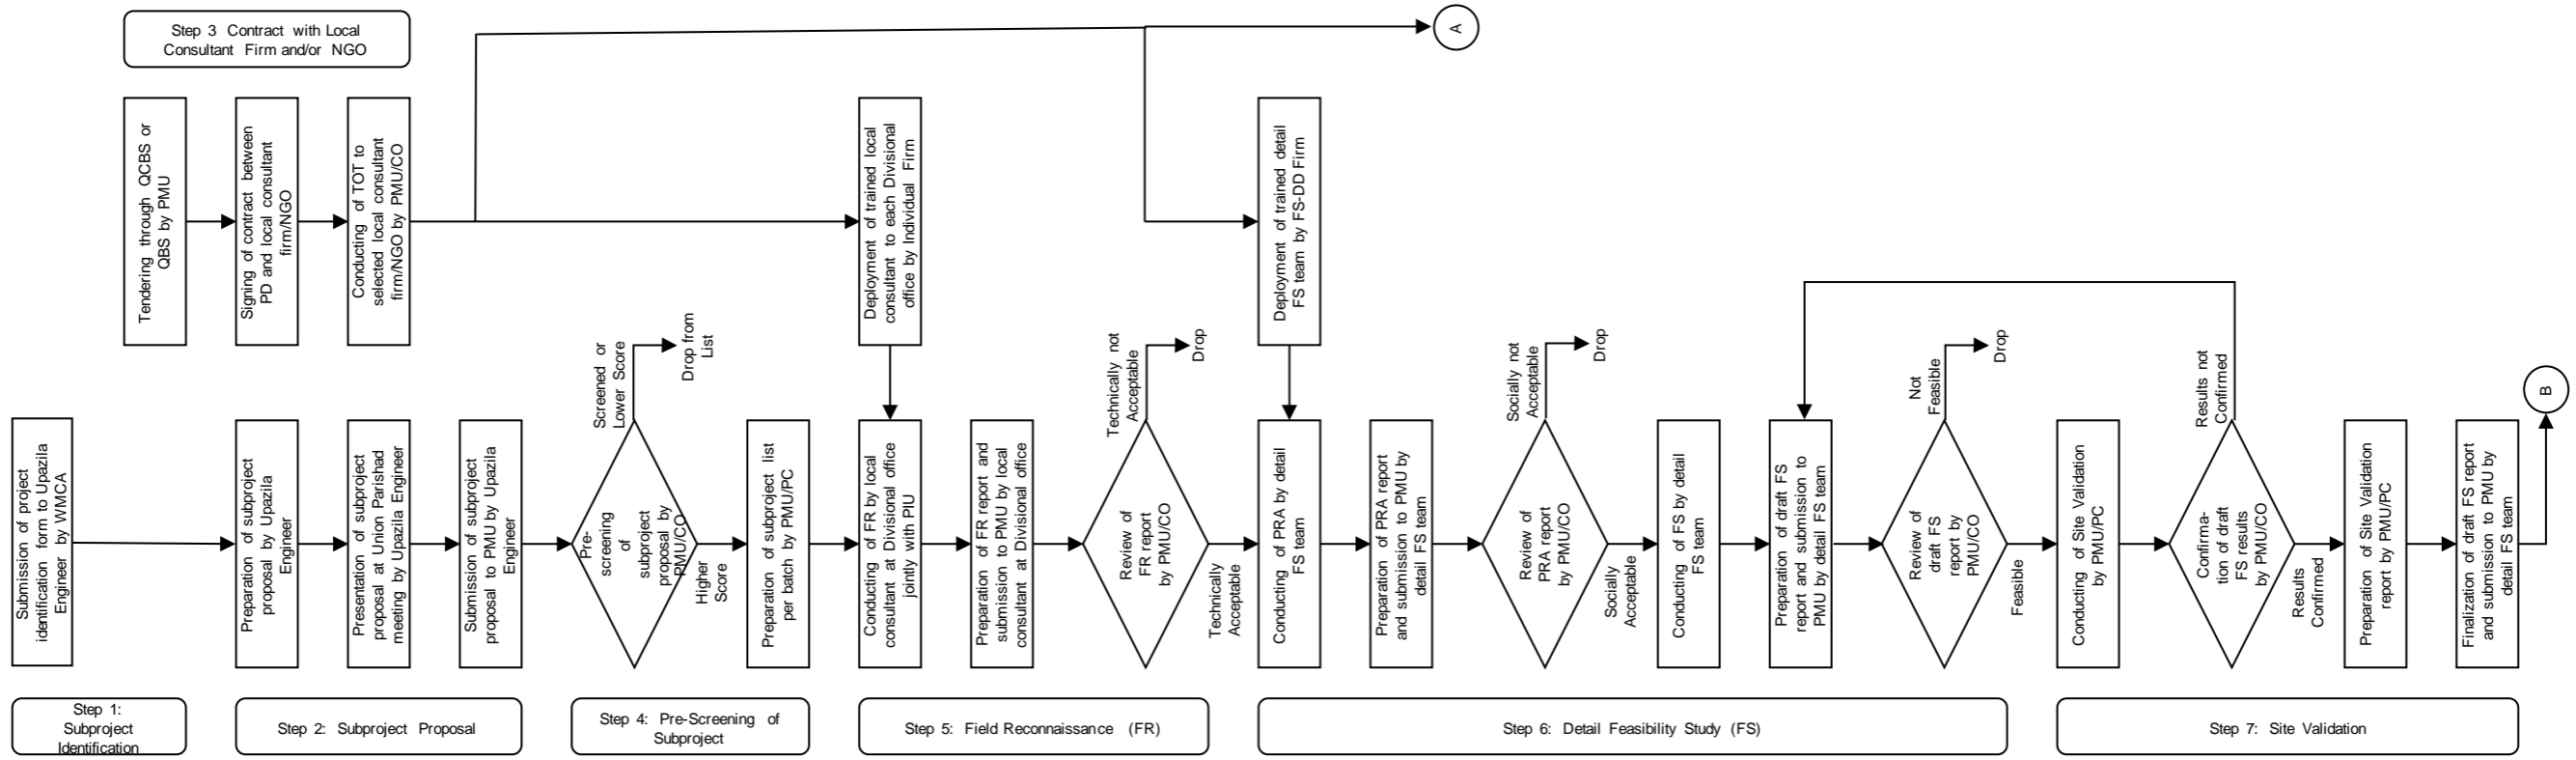 Step 3 Contract with Local
Consultant Firm and/or NGO
A
Tendering through QCBS or
QBS by PMU
Signing of contract between
PD and local consultant
firm/NGO
Conducting of TOT to
selected local consultant
firm/NGO by PMU/CO
Deployment of trained local
consultant to each Divisional
office by Individual Firm
Deployment of trained detail
FS team by FS-DD Firm
Submission of project
identification form to Upazila
Engineer by WMCA
Preparation of subproject
proposal by Upazila
Engineer
Presentation of subproject
proposal at Union Parishad
meeting by Upazila Engineer
Submission of subproject
proposal to PMU by Upazila
Engineer
Pre-
screening
of
subproject
proposal by
PMU/CO
Screened or
Lower Score
Drop from
List
Higher
Score
Preparation of subproject list
per batch by PMU/PC
Conducting of FR by local
consultant at Divisional office
jointly with PIU
Preparation of FR report and
submission to PMU by local
consultant at Divisional office
Review of
FR report
by PMU/CO
Technically not
Acceptable
Drop
Technically
Acceptable
Conducting of PRA by detail
FS team
Preparation of PRA report
and submission to PMU by
detail FS team
Review of
PRA report
by PMU/CO
Socially not
Acceptable
Drop
Socially
Acceptable
Conducting of FS by detail
FS team
Preparation of draft FS
report and submission to
PMU by detail FS team
Review of
draft FS
report by
PMU/CO
Not
Feasible
Drop
Feasible
Conducting of Site Validation
by PMU/PC
Confirma-
tion of draft
FS results
by PMU/CO
Results not
Confirmed
Results
Confirmed
Preparation of Site Validation
report by PMU/PC
Finalization of draft FS report
and submission to PMU by
detail FS team
B
Step 1:
Subproject
Identification
Step 2: Subproject Proposal
Step 4: Pre-Screening of
Subproject
Step 5: Field Reconnaissance (FR)
Step 6: Detail Feasibility Study (FS)
Step 7: Site Validation